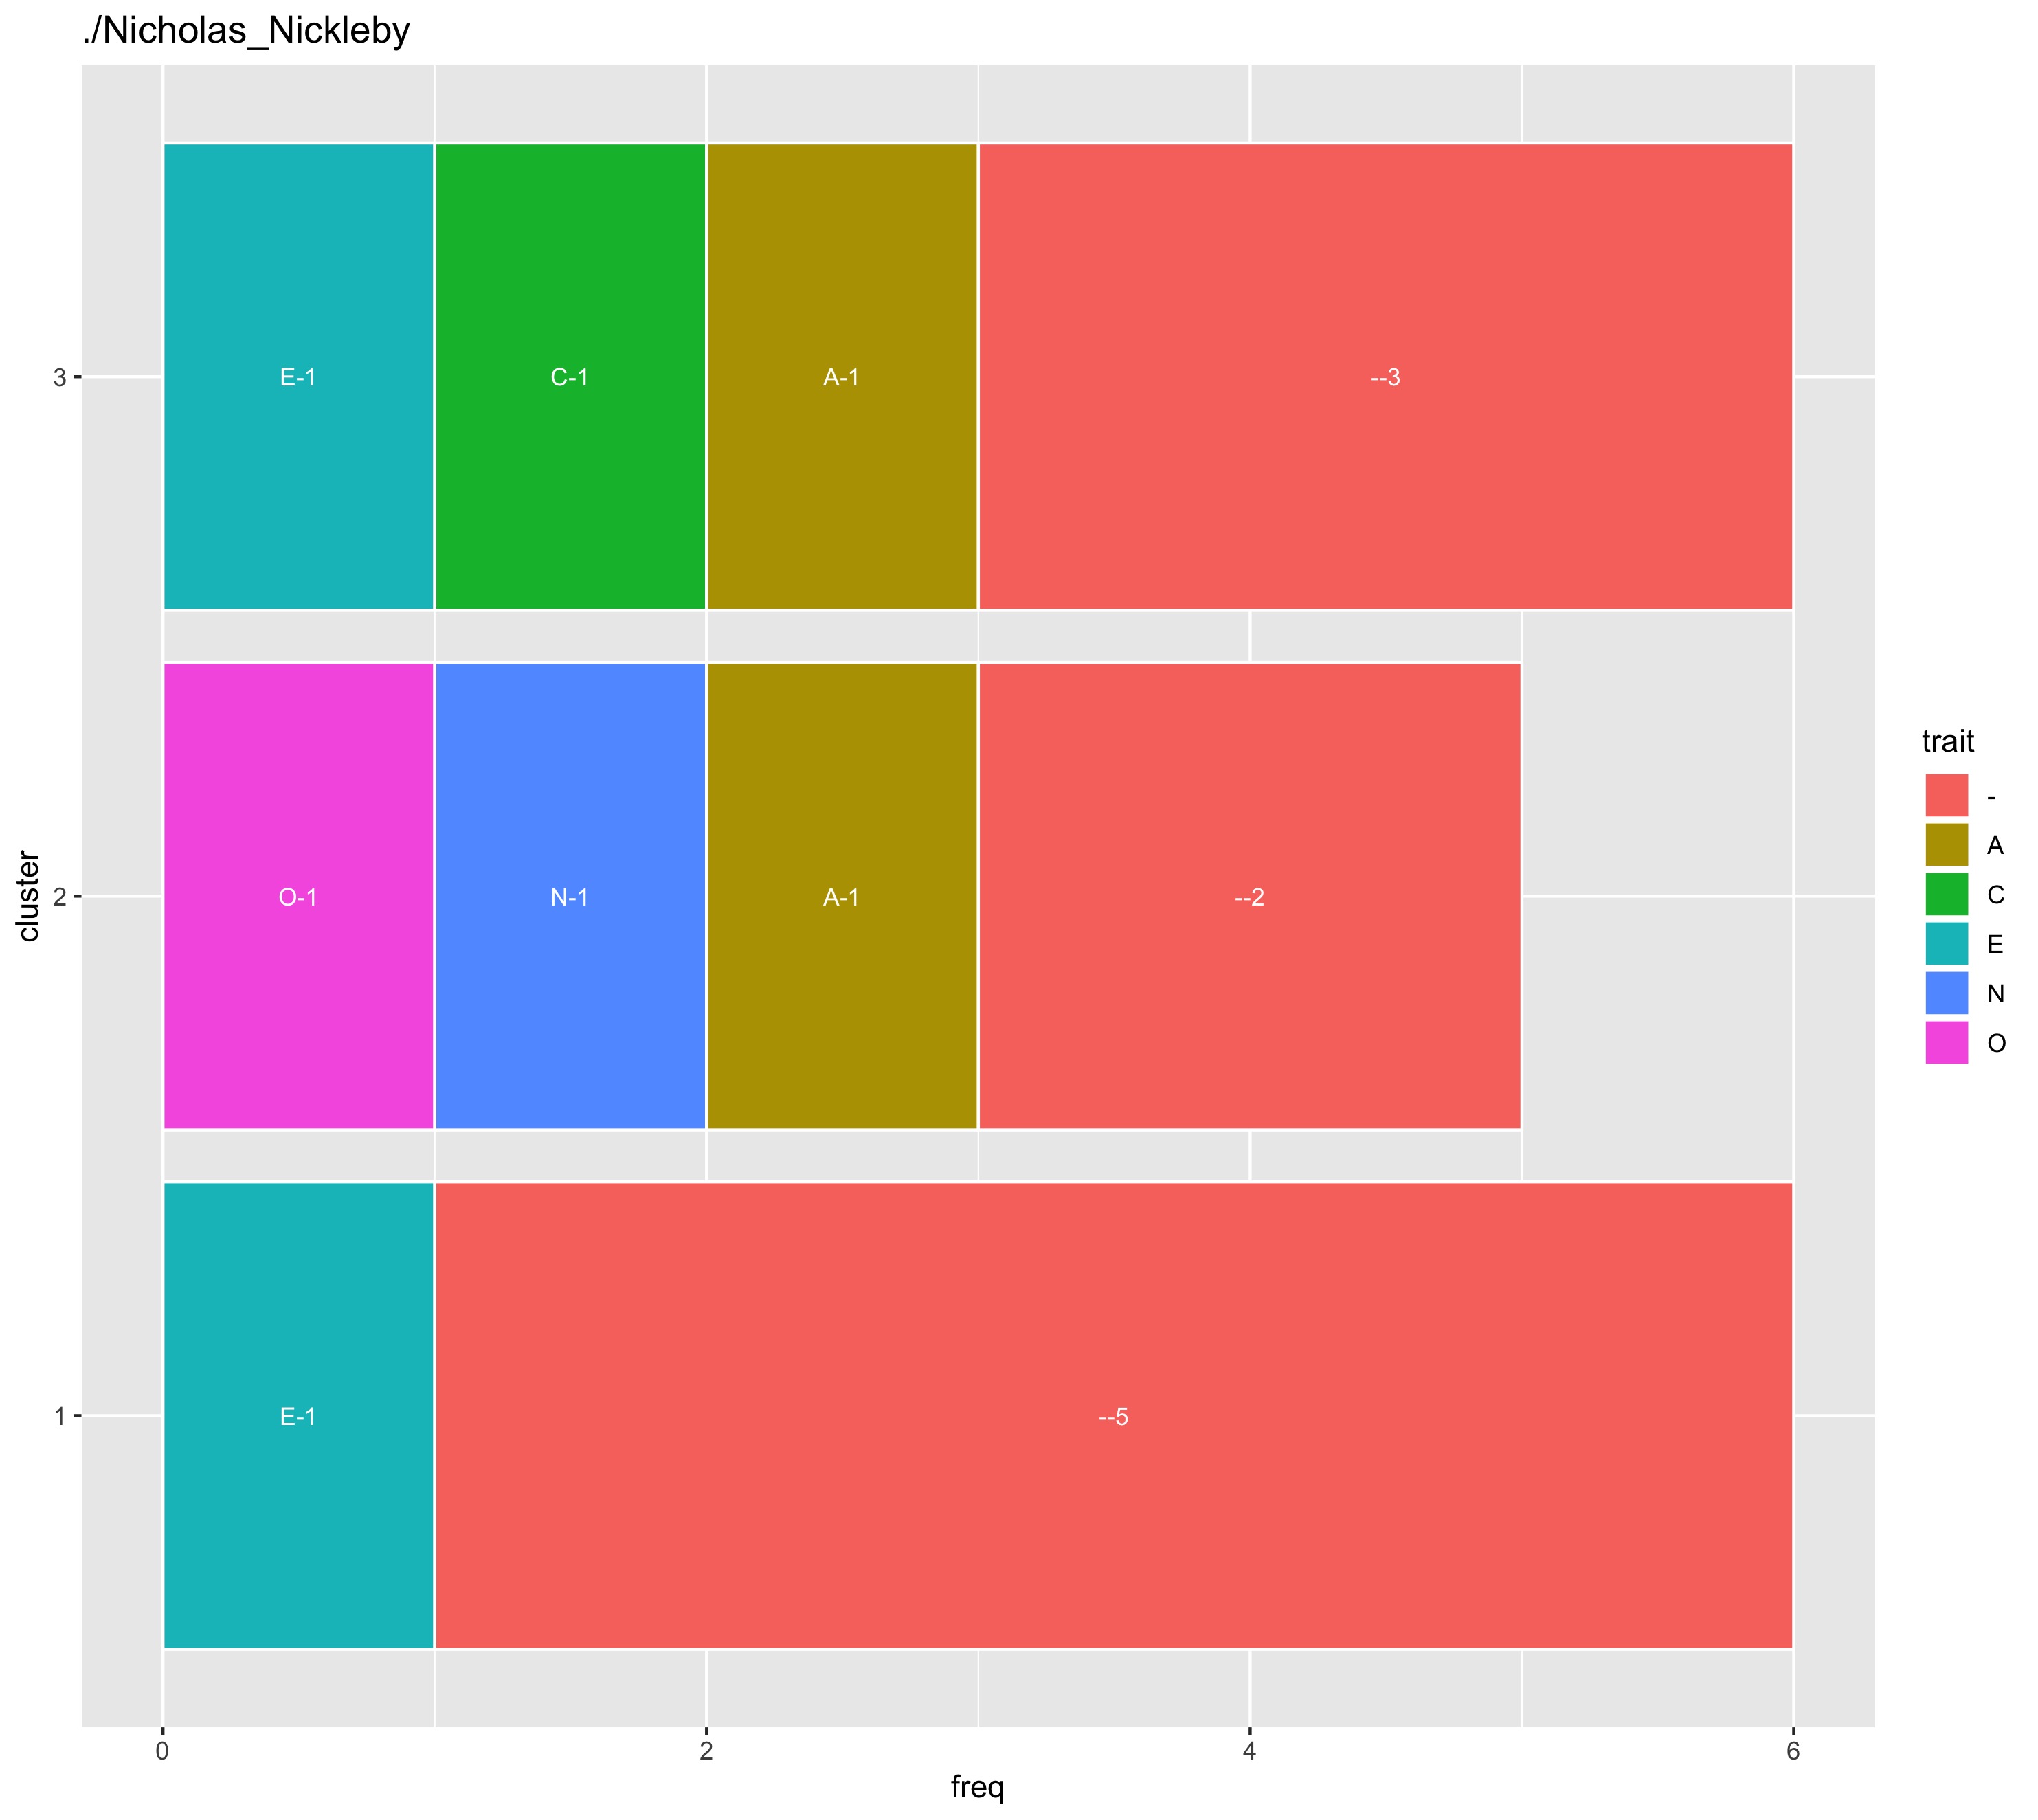 ./Nicholas_Nickleby
3
E-1 C-1 A-1 --3
2
O-1 N-1 A-1 --2
1
E-1 --5
0 2 4 6
freq
cluster
trait
-
A
C
E
N
O